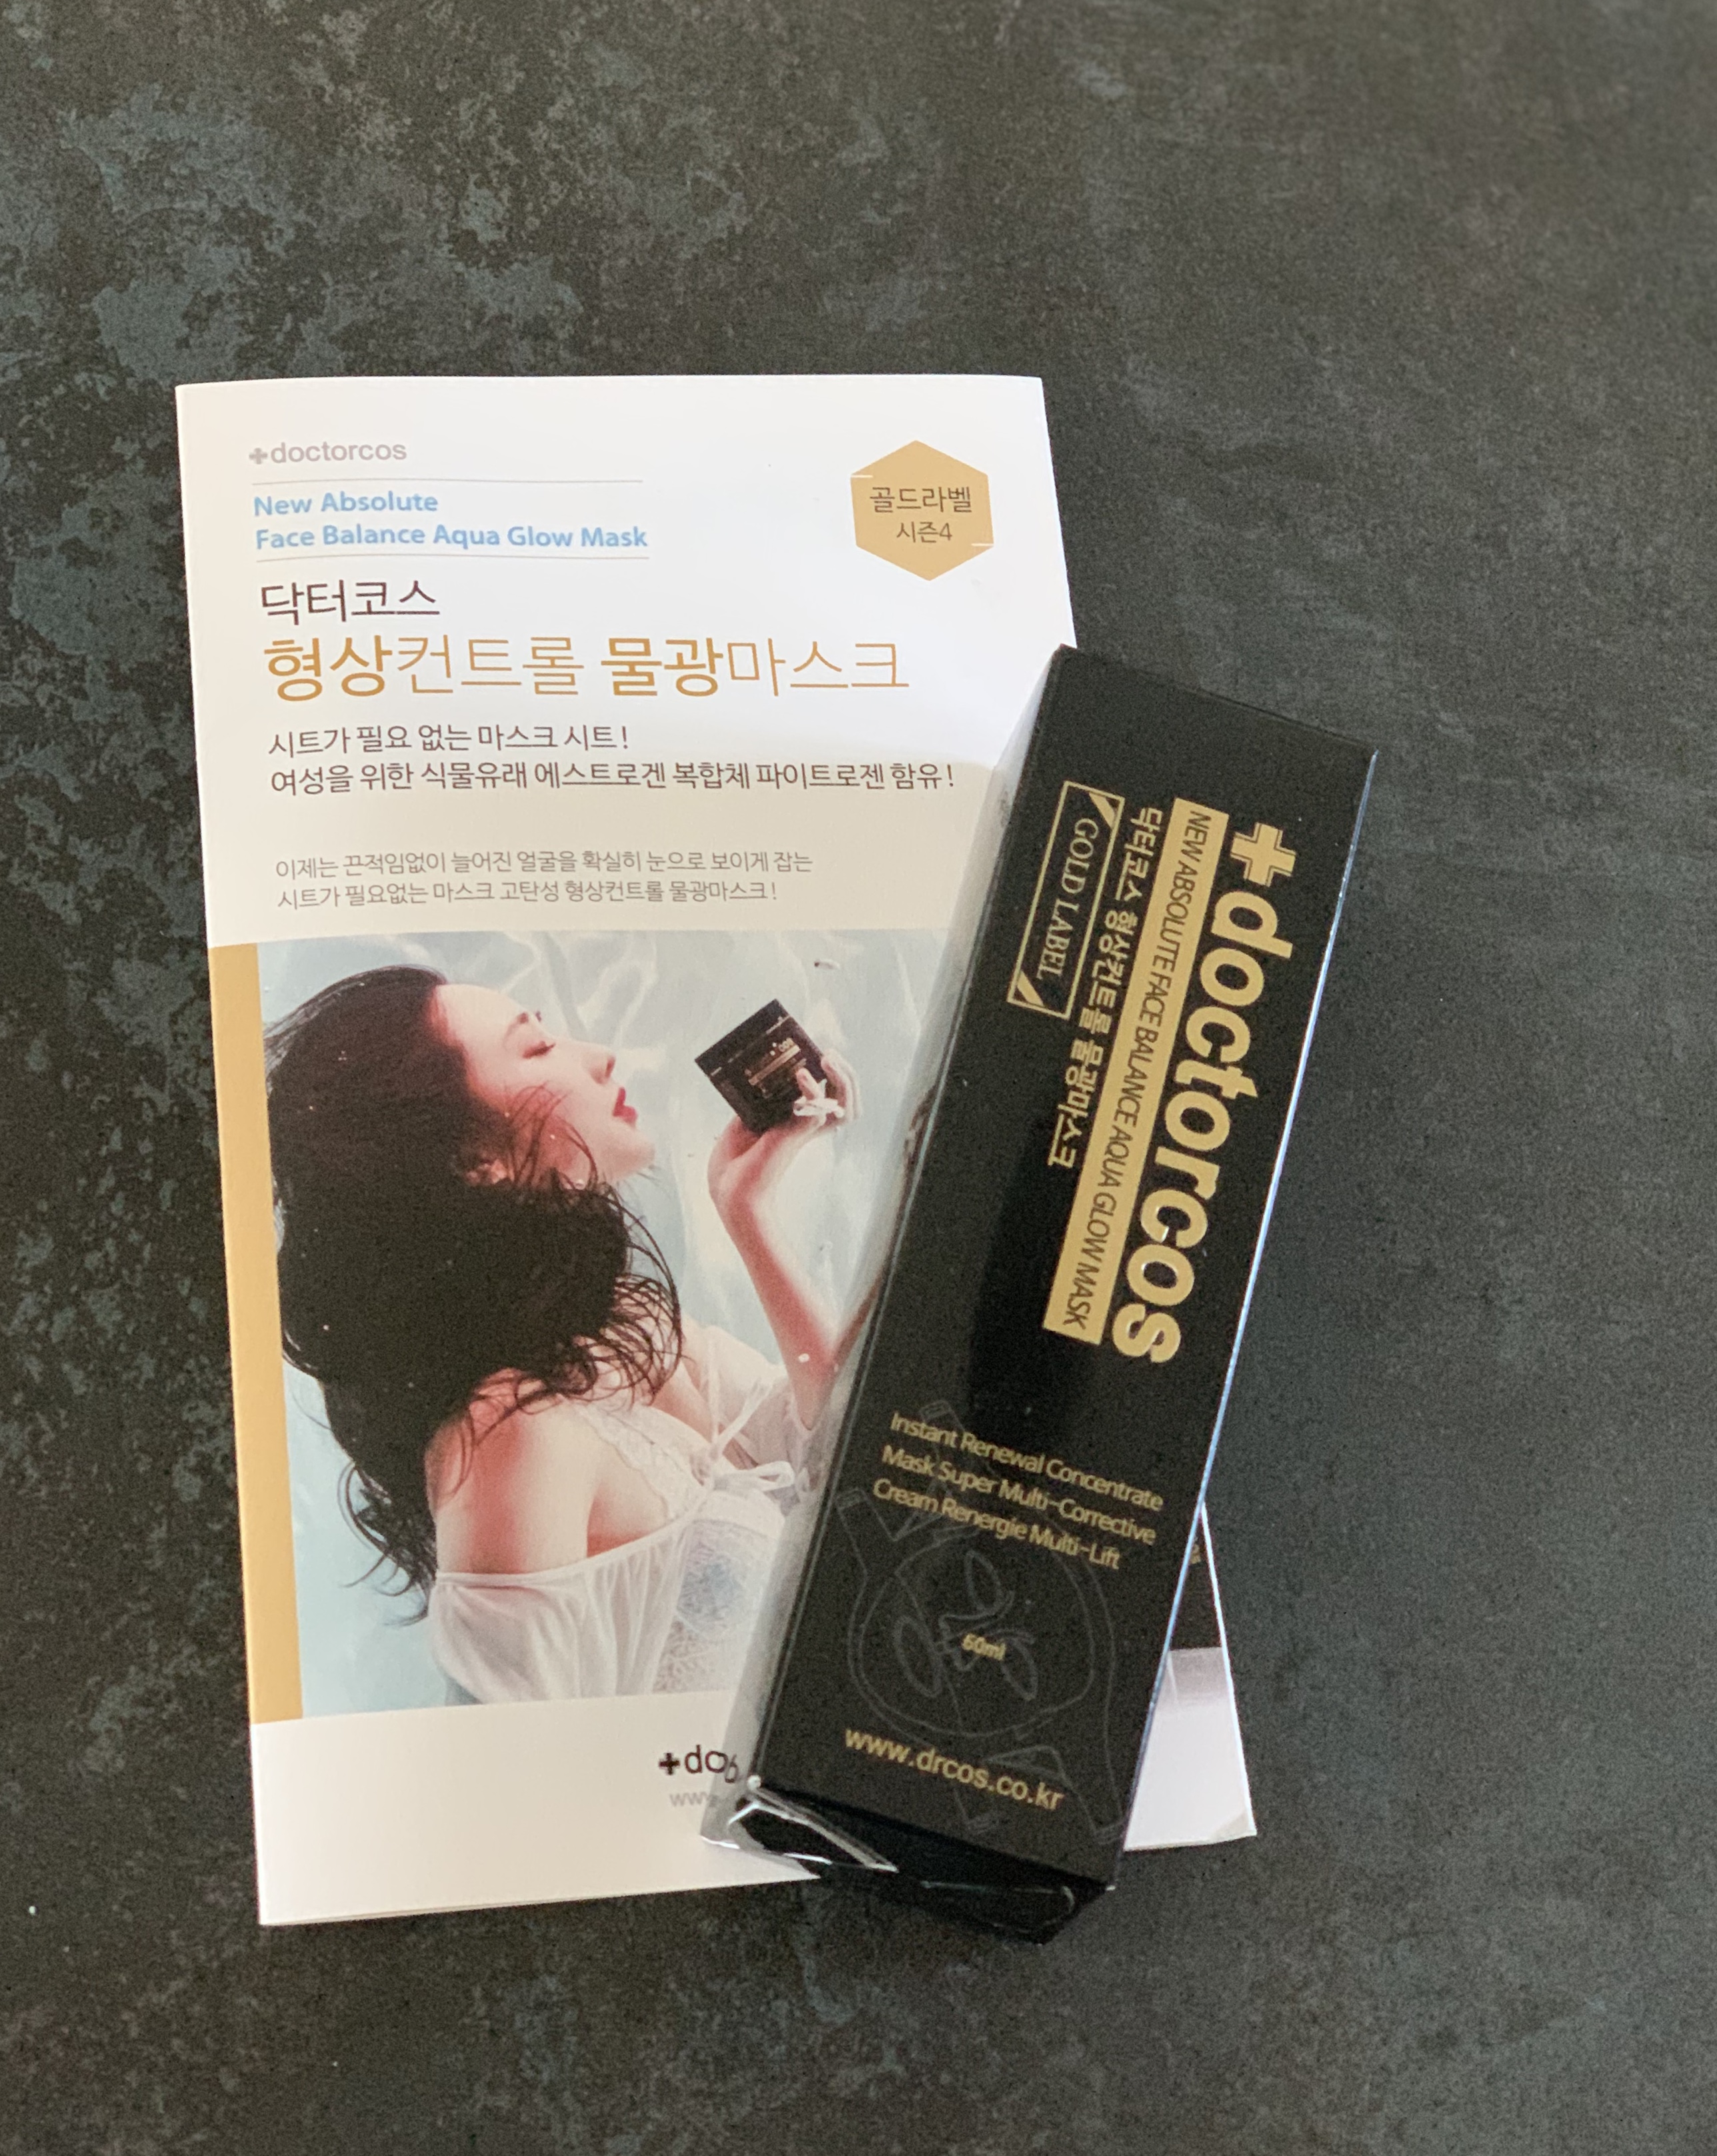 doctorcos
New Absolute
Face Balance Aqua Glow Mask
골드라벨
시즌4
닥터코스
형상컨트롤 물광마스크
시트가 필요 없는 마스크 시트!
여성을 위한 식물유래 에스트로겐 복합체 파이트로젠 함유!
이제는 끈적임없이 늘어진 얼굴을 확실히 눈으로 보이게 잡는
시트가 필요없는 마스크 고탄성 형상컨트롤 물광마스크!
doctorcos
NEW ABSOLUTE FACE BALANCE AQUA GLOW MASK
닥터코스 형상컨트롤 물광마스크
GOLD LABEL
Instant Renewal Concentrate
Mask Super Multi-Corrective
Cream Renergie Multi-Lift
60ml
www.drcos.co.kr